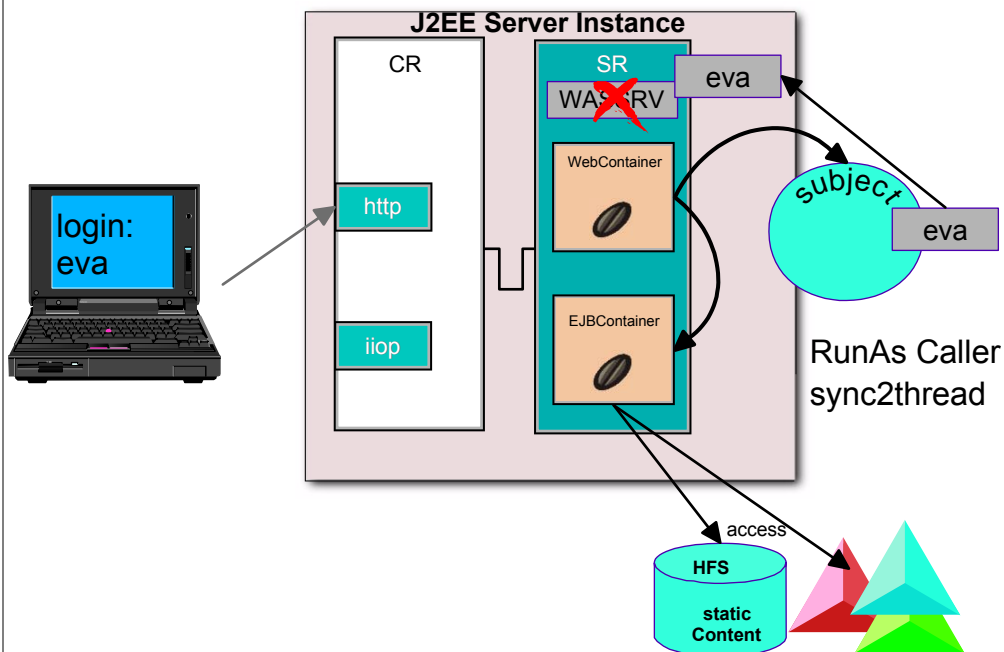 J2EE Server Instance
CR
SR
eva
WASSRV
WebContainer
subject
http
eva
login:
eva
EJBContainer
iiop
RunAs Caller
sync2thread
access
HFS
static
Content